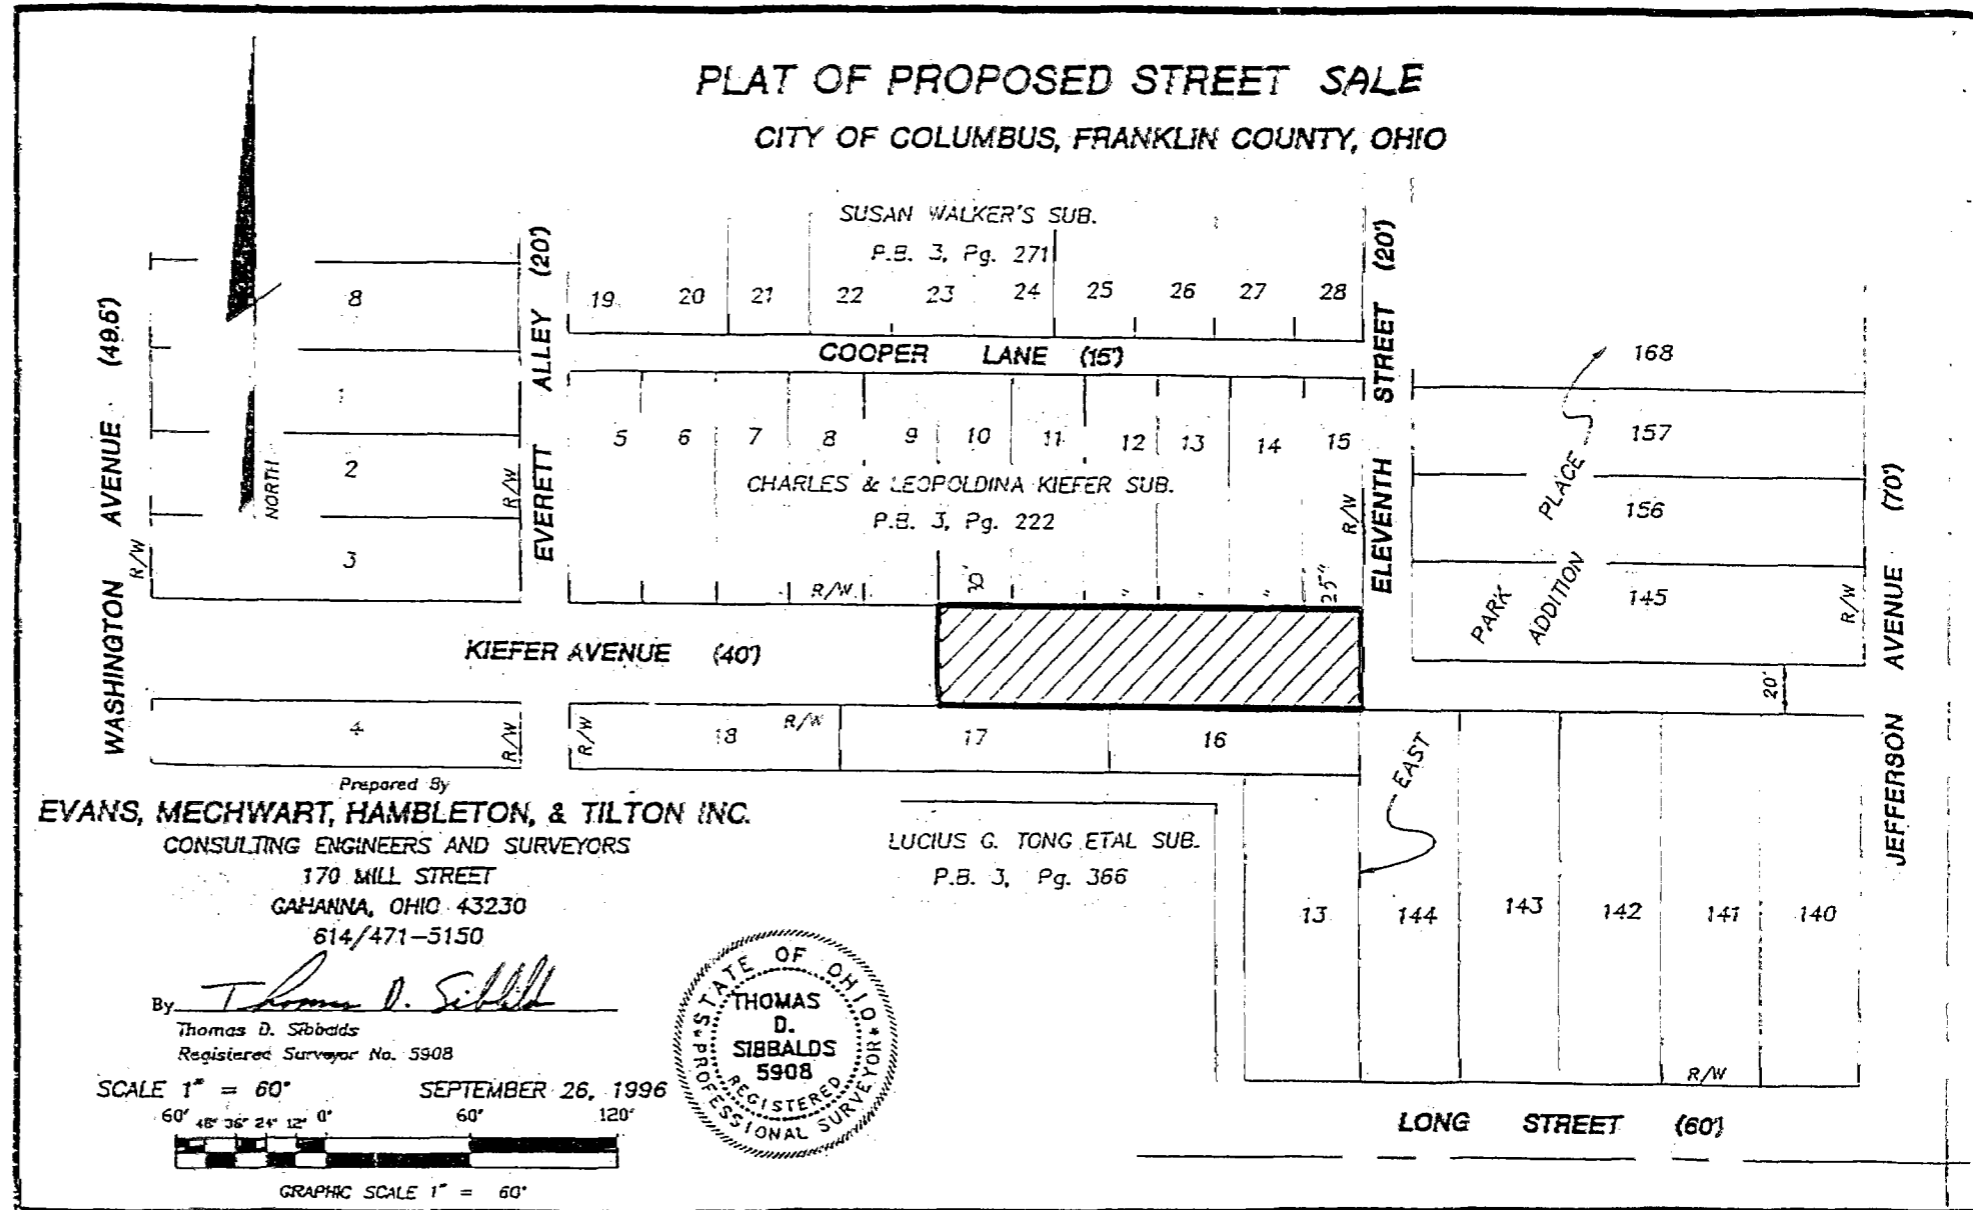 PLAT OF PROPOSED STREET SALE
CITY OF COLUMBUS, FRANKLIN COUNTY, OHIO
SUSAN WALKER'S SUB.
P.B. 3, Pg. 271
19 20 21 22 23 24 25 26 27 28
COOPER LANE (15')
WASHINGTON AVENUE (49.5')
R/W
8
1
2
3
NORTH
R/W
EVERETT ALLEY (20')
5 6 7 8 9 10 11 12 13 14 15
CHARLES & LEOPOLDINA KIEFER SUB.
P.B. 3, Pg. 222
R/W
30' " " " 25"
R/W
ELEVENTH STREET (20')
168
157
156
145
PARK PLACE ADDITION
R/W
JEFFERSON AVENUE (70')
KIEFER AVENUE (40')
20'
4
R/W
R/W
18
R/W
17
16
EAST
LUCIUS G. TONG ETAL SUB.
P.B. 3, Pg. 366
13 144 143 142 141 140
R/W
LONG STREET (60')
Prepared By
EVANS, MECHWART, HAMBLETON, & TILTON INC.
CONSULTING ENGINEERS AND SURVEYORS
170 MILL STREET
GAHANNA, OHIO 43230
614/471-5150
By Thomas D. Sibbalds
Thomas D. Sibbalds
Registered Surveyor No. 5908
SCALE 1" = 60' SEPTEMBER 26, 1996
60' 48' 36' 24' 12' 0' 60' 120'
GRAPHIC SCALE 1" = 60'
STATE OF OHIO
THOMAS
D.
SIBBALDS
5908
REGISTERED
*PROFESSIONAL SURVEYOR*